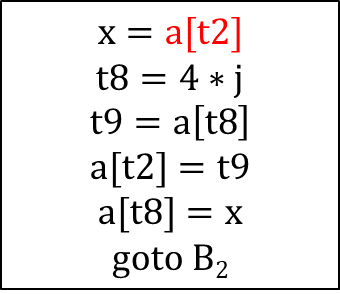 x = a[t2]
t8 = 4 * j
t9 = a[t8]
a[t2] = t9
a[t8] = x
goto B₂